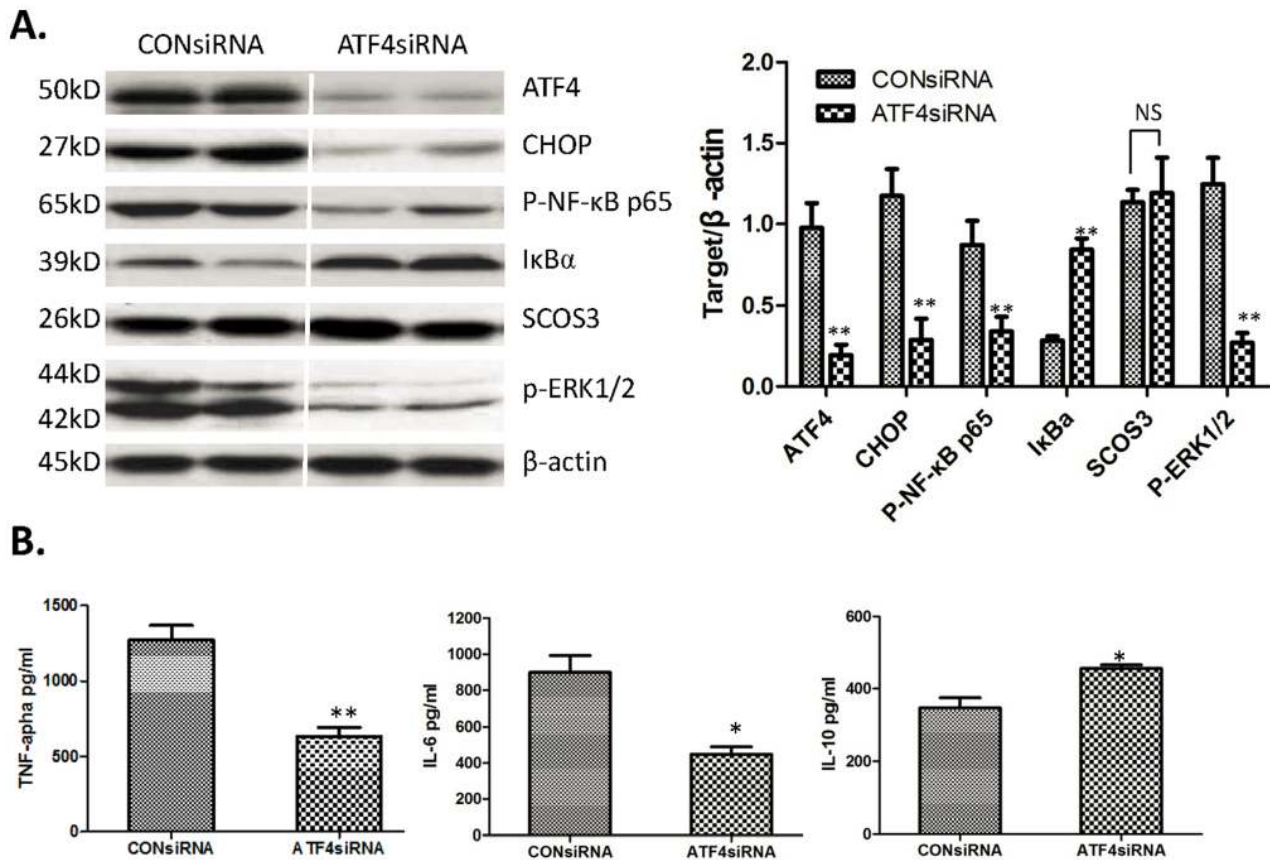 A.
CONsiRNA ATF4siRNA
50kD ATF4
27kD CHOP
65kD P-NF-κB p65
39kD IκBα
26kD SCOS3
44kD
p-ERK1/2
42kD
45kD β-actin
Target/β -actin
2.0
1.5
1.0
0.5
0.0
CONsiRNA
ATF4siRNA
NS
** ** ** ** **
ATF4 CHOP P-NF-κB p65 IκBa SCOS3 P-ERK1/2
B.
TNF-apha pg/ml
1500
1000
500
0
**
CONsiRNA ATF4siRNA
IL-6 pg/ml
1200
1000
800
600
400
200
0
*
CONsiRNA ATF4siRNA
IL-10 pg/ml
600
400
200
0
*
CONsiRNA ATF4siRNA